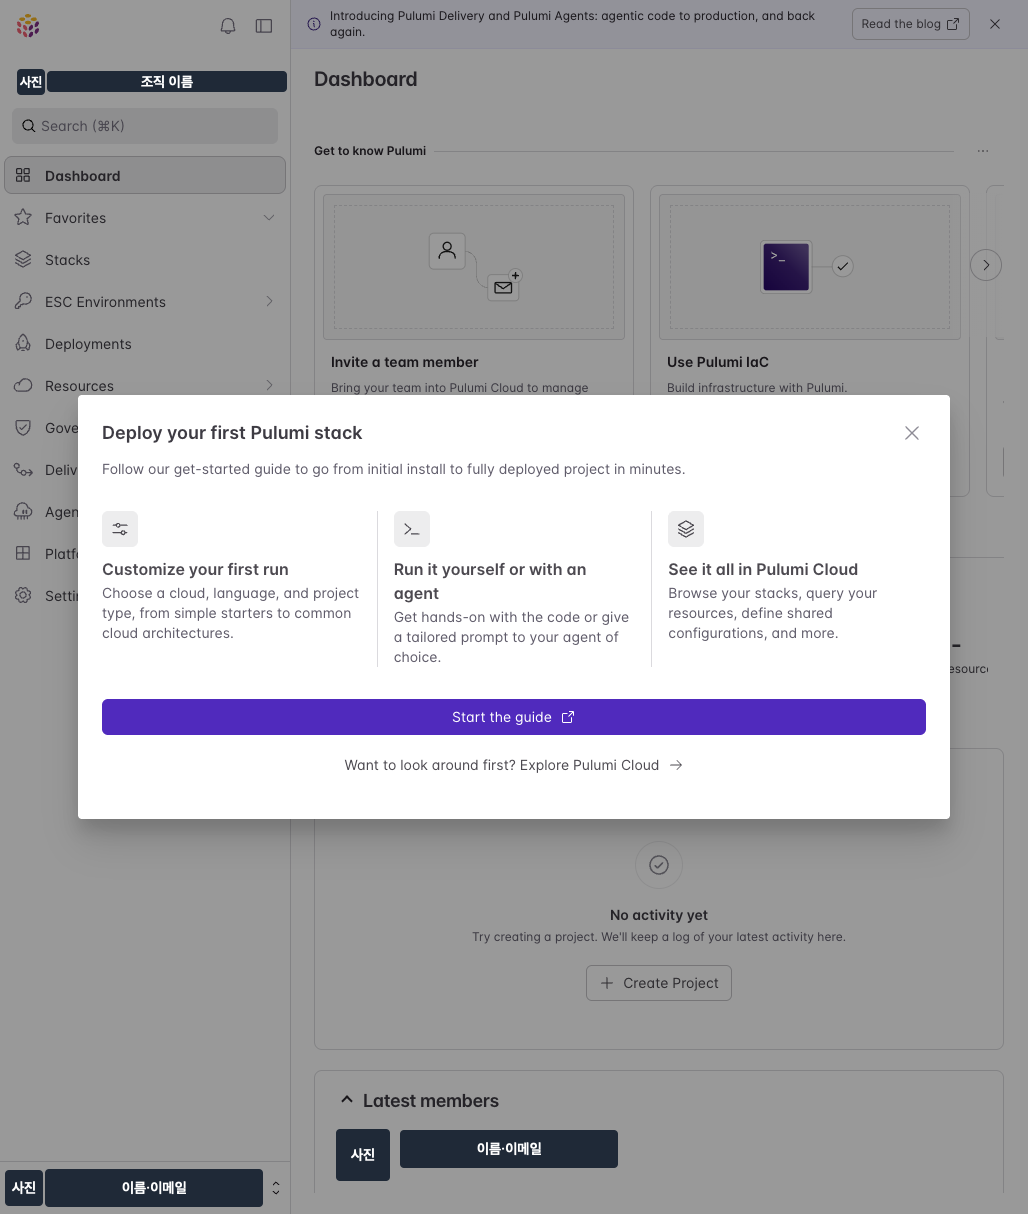 Introducing Pulumi Delivery and Pulumi Agents: agentic code to production, and back
again.
Read the blog
사진
조직 이름
Search (⌘K)
Dashboard
Favorites
Stacks
ESC Environments
Deployments
Resources
Gove
Deliv
Agen
Platf
Setti
사진
이름·이메일
Dashboard
Get to know Pulumi
...
>_
Invite a team member
Bring your team into Pulumi Cloud to manage
Use Pulumi IaC
Build infrastructure with Pulumi.
Deploy your first Pulumi stack
Follow our get-started guide to go from initial install to fully deployed project in minutes.
Customize your first run
Choose a cloud, language, and project
type, from simple starters to common
cloud architectures.
Run it yourself or with an
agent
Get hands-on with the code or give
a tailored prompt to your agent of
choice.
See it all in Pulumi Cloud
Browse your stacks, query your
resources, define shared
configurations, and more.
Start the guide
Want to look around first? Explore Pulumi Cloud →
-
esourc
No activity yet
Try creating a project. We'll keep a log of your latest activity here.
+ Create Project
Latest members
사진
이름·이메일